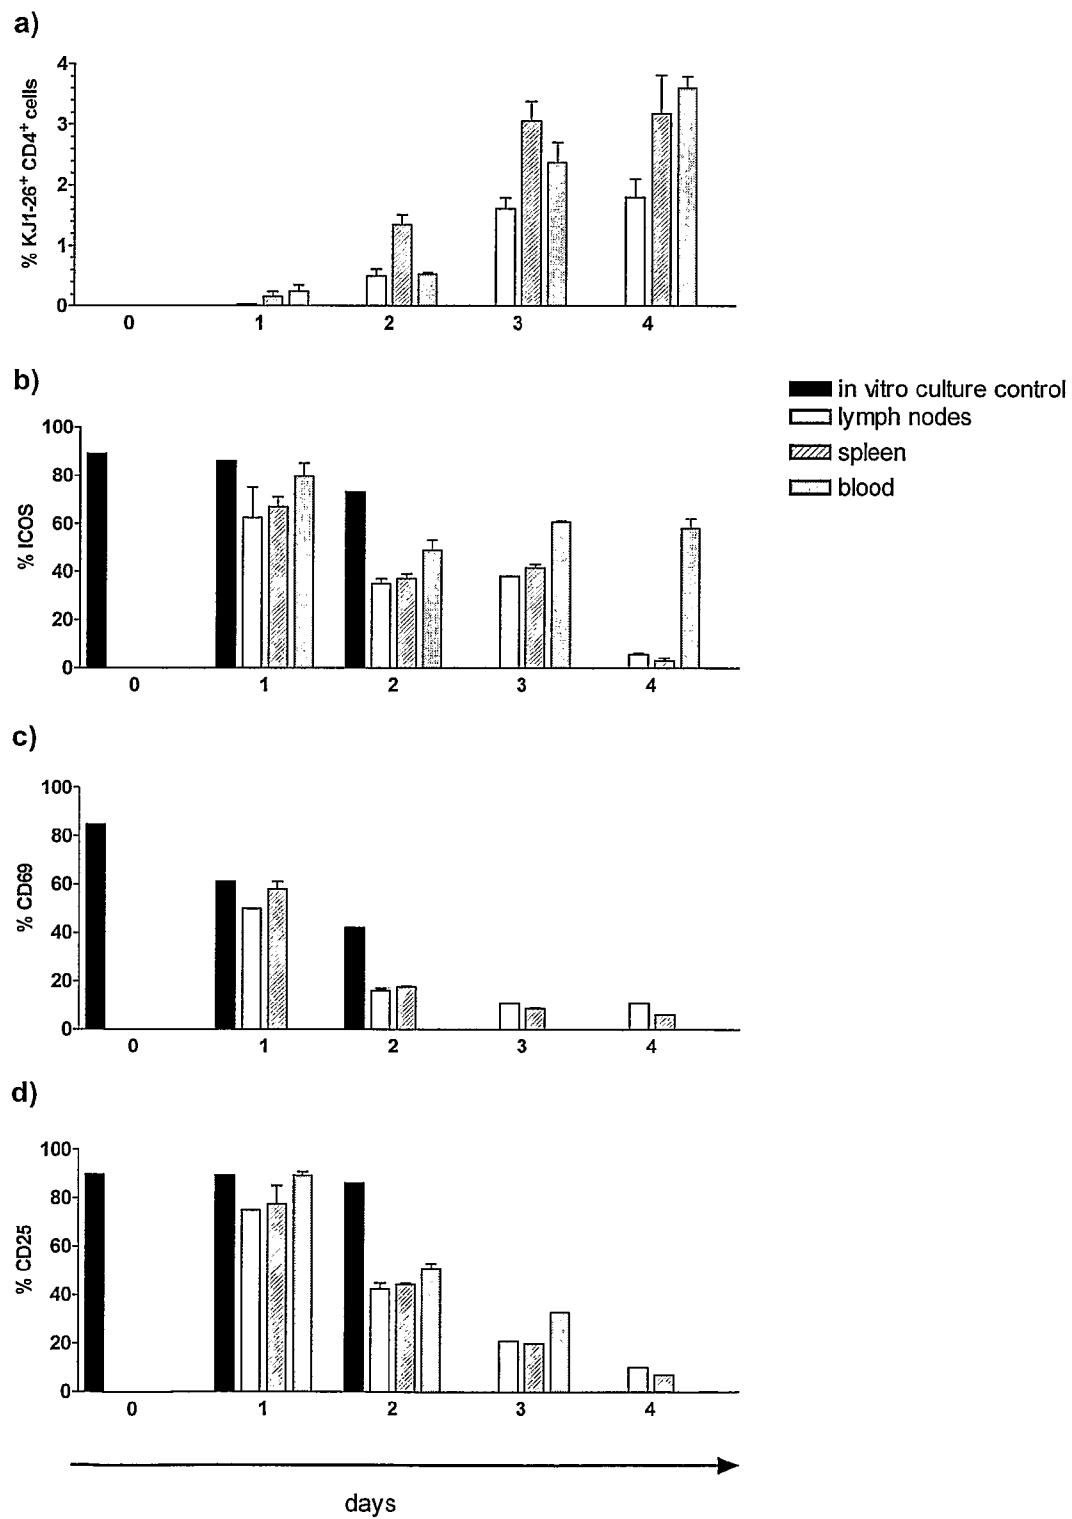 a)
% KJ1-26⁺ CD4⁺ cells
4
3
2
1
0
0 1 2 3 4
b)
in vitro culture control
lymph nodes
spleen
blood
% ICOS
100
80
60
40
20
0
0 1 2 3 4
c)
% CD69
100
80
60
40
20
0
0 1 2 3 4
d)
% CD25
100
80
60
40
20
0
0 1 2 3 4
days